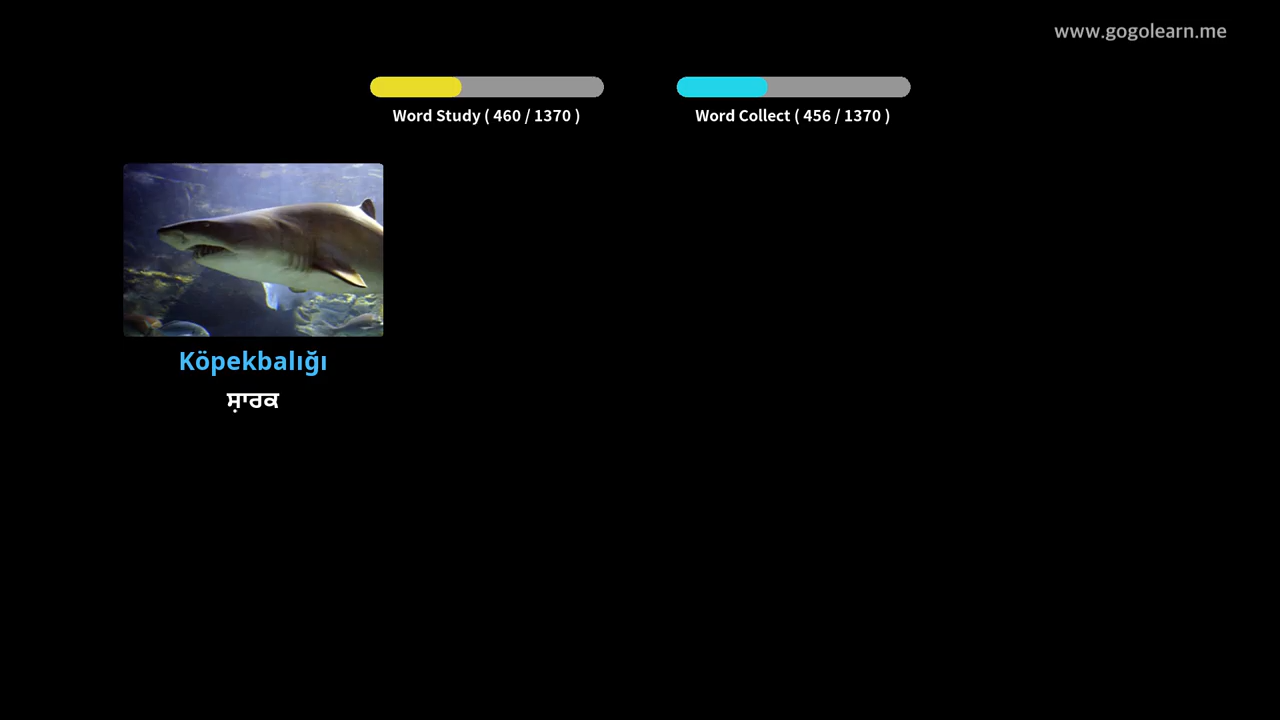 www.gogolearn.me
Word Study ( 460 / 1370 )
Word Collect ( 456 / 1370 )
Köpekbalığı
ਸ਼ਾਰਕ